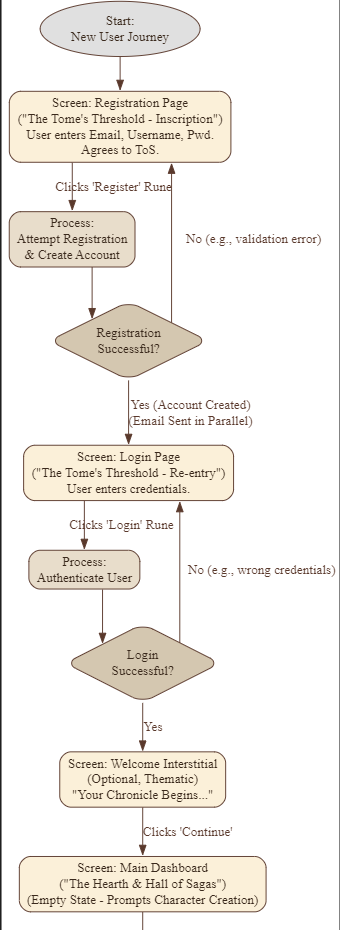 Start:
New User Journey
Screen: Registration Page
("The Tome's Threshold - Inscription")
User enters Email, Username, Pwd.
Agrees to ToS.
Clicks 'Register' Rune
Process:
Attempt Registration
& Create Account
No (e.g., validation error)
Registration
Successful?
Yes (Account Created)
(Email Sent in Parallel)
Screen: Login Page
("The Tome's Threshold - Re-entry")
User enters credentials.
Clicks 'Login' Rune
Process:
Authenticate User
No (e.g., wrong credentials)
Login
Successful?
Yes
Screen: Welcome Interstitial
(Optional, Thematic)
"Your Chronicle Begins..."
Clicks 'Continue'
Screen: Main Dashboard
("The Hearth & Hall of Sagas")
(Empty State - Prompts Character Creation)